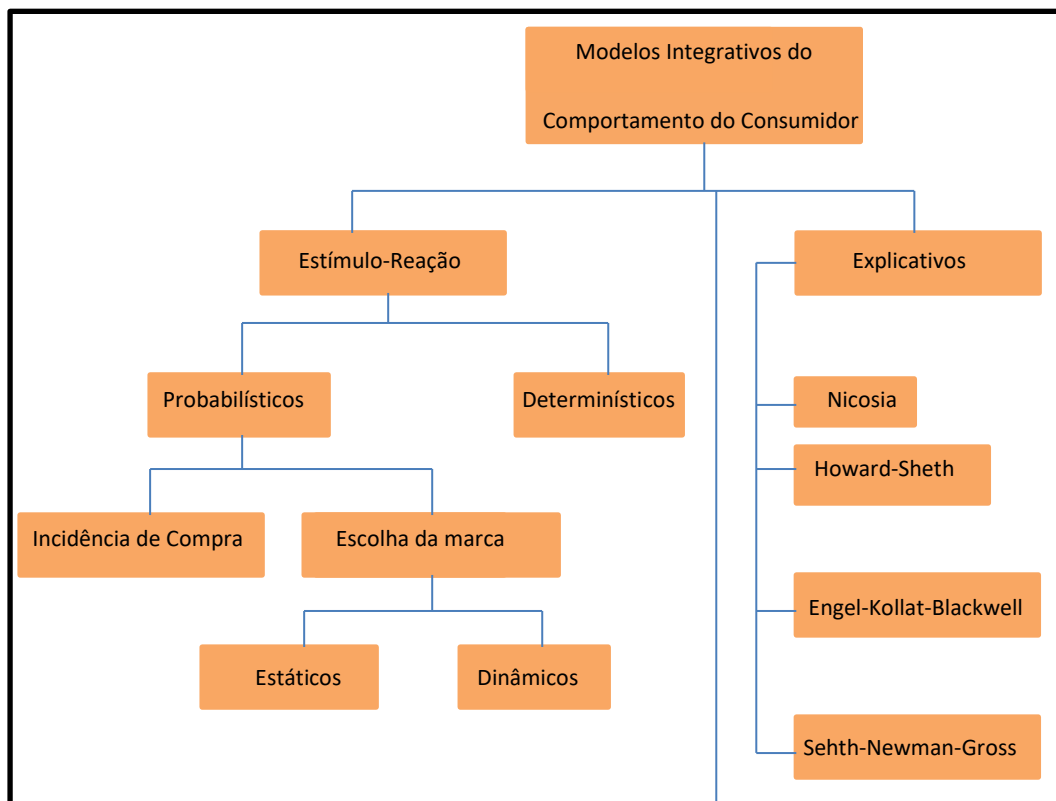 Modelos Integrativos do
Comportamento do Consumidor
Estímulo-Reação
Explicativos
Probabilísticos
Determinísticos
Nicosia
Howard-Sheth
Incidência de Compra
Escolha da marca
Engel-Kollat-Blackwell
Estáticos
Dinâmicos
Sehth-Newman-Gross